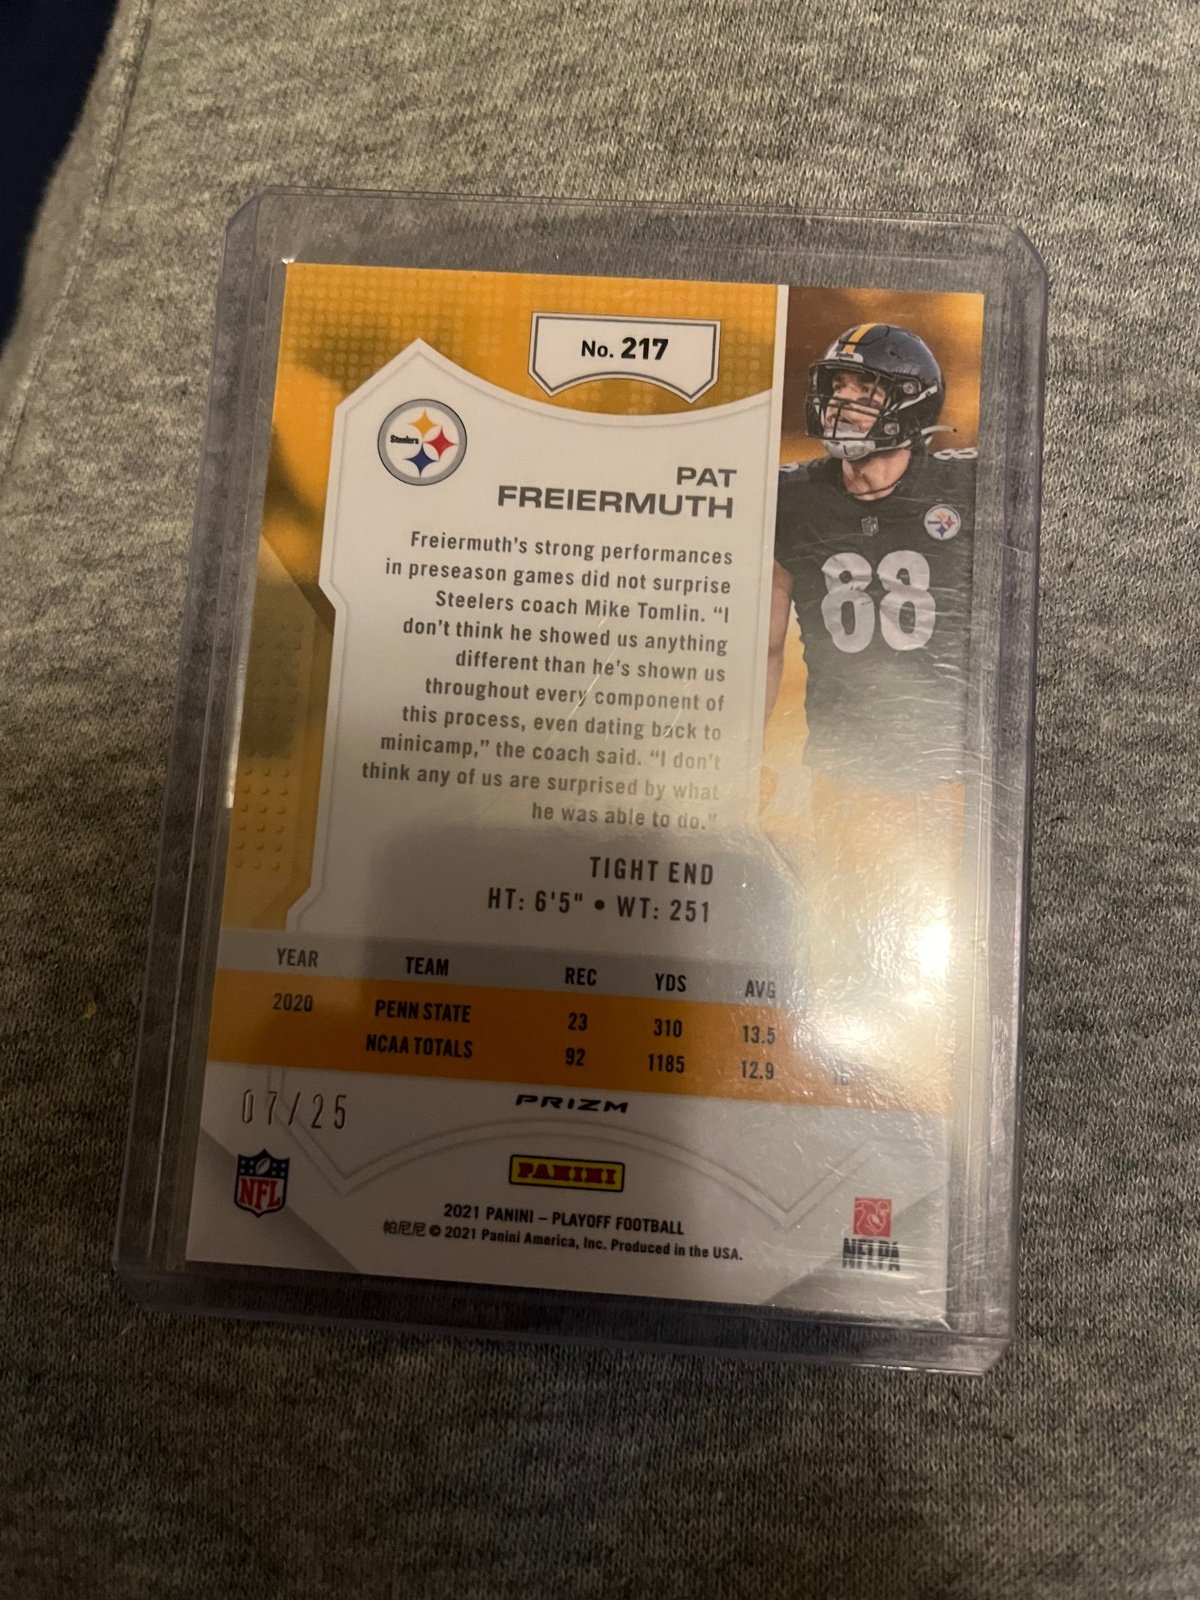 No. 217
Steelers
PAT
FREIERMUTH
Freiermuth's strong performances
in preseason games did not surprise
Steelers coach Mike Tomlin. “I
don't think he showed us anything
different than he's shown us
throughout every component of
this process, even dating back to
minicamp,” the coach said. “I don't
think any of us are surprised by what
he was able to do.”
88
88
TIGHT END
HT: 6'5" • WT: 251
YEAR TEAM REC YDS AVG
2020 PENN STATE 23 310 13.5
NCAA TOTALS 92 1185 12.9
07/25
PRIZM
NFL
PANINI
2021 PANINI – PLAYOFF FOOTBALL
帕尼尼 © 2021 Panini America, Inc. Produced in the USA.
NFLPA